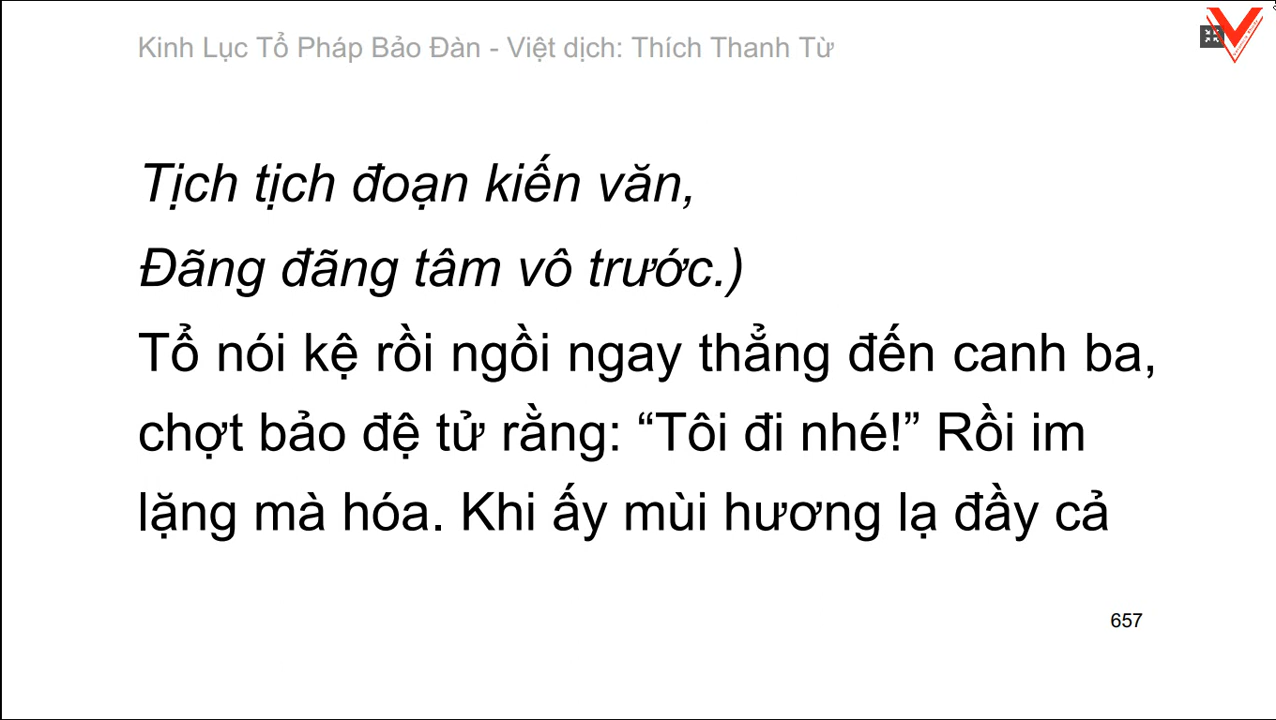 Kinh Lục Tổ Pháp Bảo Đàn - Việt dịch: Thích Thanh Từ
Tịch tịch đoạn kiến văn,
Đãng đãng tâm vô trước.)
Tổ nói kệ rồi ngồi ngay thẳng đến canh ba,
chợt bảo đệ tử rằng: “Tôi đi nhé!” Rồi im
lặng mà hóa. Khi ấy mùi hương lạ đầy cả
657